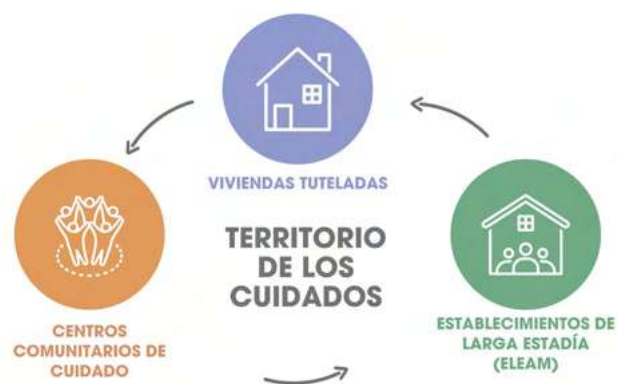 VIVIENDAS TUTELADAS
TERRITORIO
DE LOS
CUIDADOS
CENTROS
COMUNITARIOS DE
CUIDADO
ESTABLECIMIENTOS DE
LARGA ESTADÍA
(ELEAM)